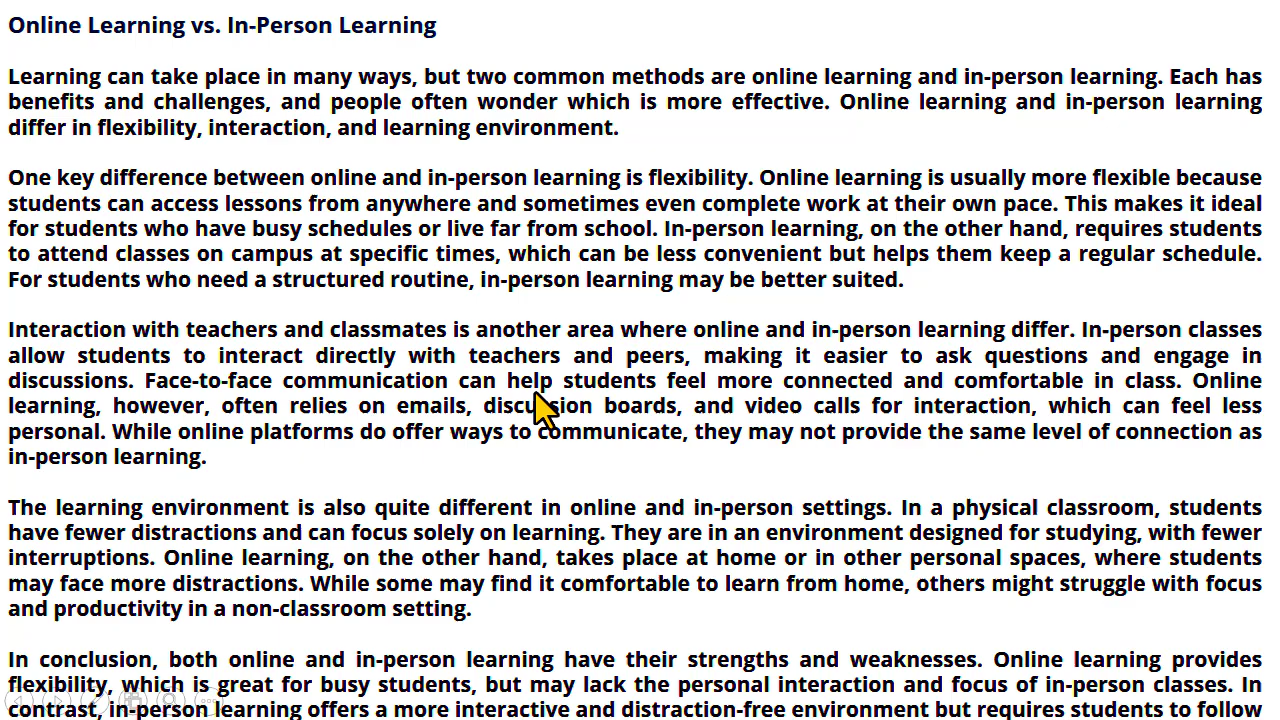 Online Learning vs. In-Person Learning
Learning can take place in many ways, but two common methods are online learning and in-person learning. Each has
benefits and challenges, and people often wonder which is more effective. Online learning and in-person learning
differ in flexibility, interaction, and learning environment.
One key difference between online and in-person learning is flexibility. Online learning is usually more flexible because
students can access lessons from anywhere and sometimes even complete work at their own pace. This makes it ideal
for students who have busy schedules or live far from school. In-person learning, on the other hand, requires students
to attend classes on campus at specific times, which can be less convenient but helps them keep a regular schedule.
For students who need a structured routine, in-person learning may be better suited.
Interaction with teachers and classmates is another area where online and in-person learning differ. In-person classes
allow students to interact directly with teachers and peers, making it easier to ask questions and engage in
discussions. Face-to-face communication can help students feel more connected and comfortable in class. Online
learning, however, often relies on emails, discussion boards, and video calls for interaction, which can feel less
personal. While online platforms do offer ways to communicate, they may not provide the same level of connection as
in-person learning.
The learning environment is also quite different in online and in-person settings. In a physical classroom, students
have fewer distractions and can focus solely on learning. They are in an environment designed for studying, with fewer
interruptions. Online learning, on the other hand, takes place at home or in other personal spaces, where students
may face more distractions. While some may find it comfortable to learn from home, others might struggle with focus
and productivity in a non-classroom setting.
In conclusion, both online and in-person learning have their strengths and weaknesses. Online learning provides
flexibility, which is great for busy students, but may lack the personal interaction and focus of in-person classes. In
contrast, in-person learning offers a more interactive and distraction-free environment but requires students to follow